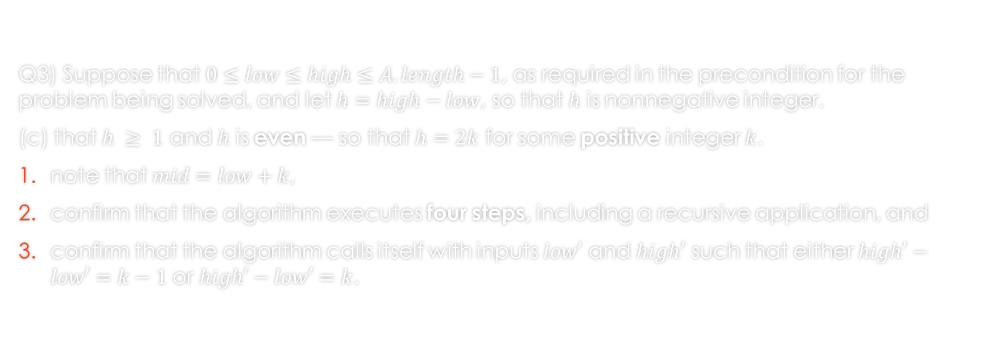 Q3) Suppose that 0 ≤ low ≤ high ≤ A.length − 1, as required in the precondition for the
problem being solved, and let h = high − low, so that h is nonnegative integer.
(c) that h ≥ 1 and h is even — so that h = 2k for some positive integer k.
1. note that mid = low + k,
2. confirm that the algorithm executes four steps, including a recursive application, and
3. confirm that the algorithm calls itself with inputs low′ and high′ such that either high′ −
low′ = k − 1 or high′ − low′ = k.